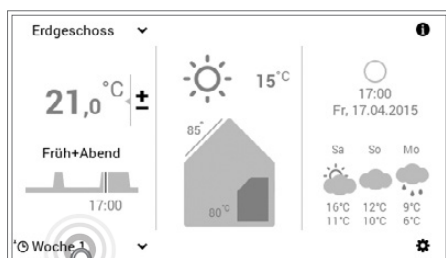 Erdgeschoss
21,0 °C ±
Früh+Abend
17:00
Woche 1
15°C
85°
80 °C
17:00
Fr, 17.04.2015
Sa So Mo
16°C 12°C 9°C
11°C 10°C 6°C